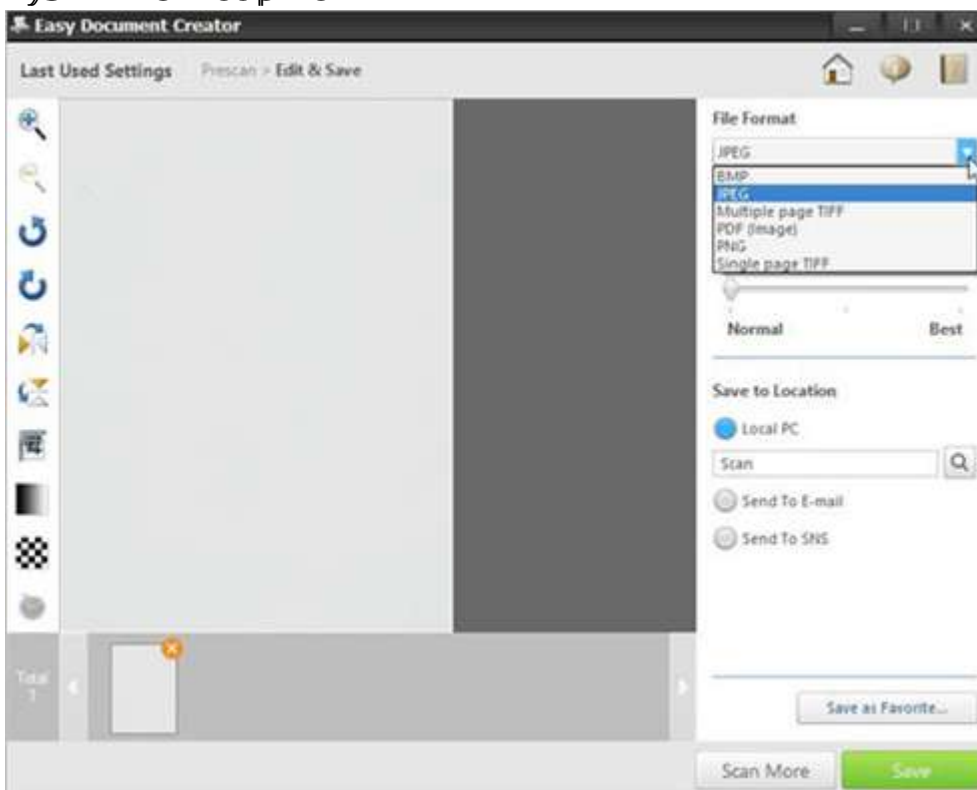 Easy Document Creator
Last Used Settings Prescan > Edit & Save
File Format
JPEG
BMP
JPEG
Multiple page TIFF
PDF (Image)
PNG
Single page TIFF
Normal Best
Save to Location
Local PC
Scan
Send To E-mail
Send To SNS
Total
1
Save as Favorite...
Scan More Save